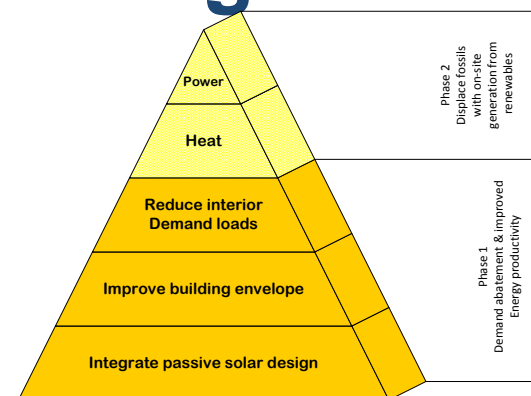 Power
Heat
Reduce interior
Demand loads
Improve building envelope
Integrate passive solar design
Phase 2
Displace fossils
with on-site
generation from
renewables
Phase 1
Demand abatement & improved
Energy productivity